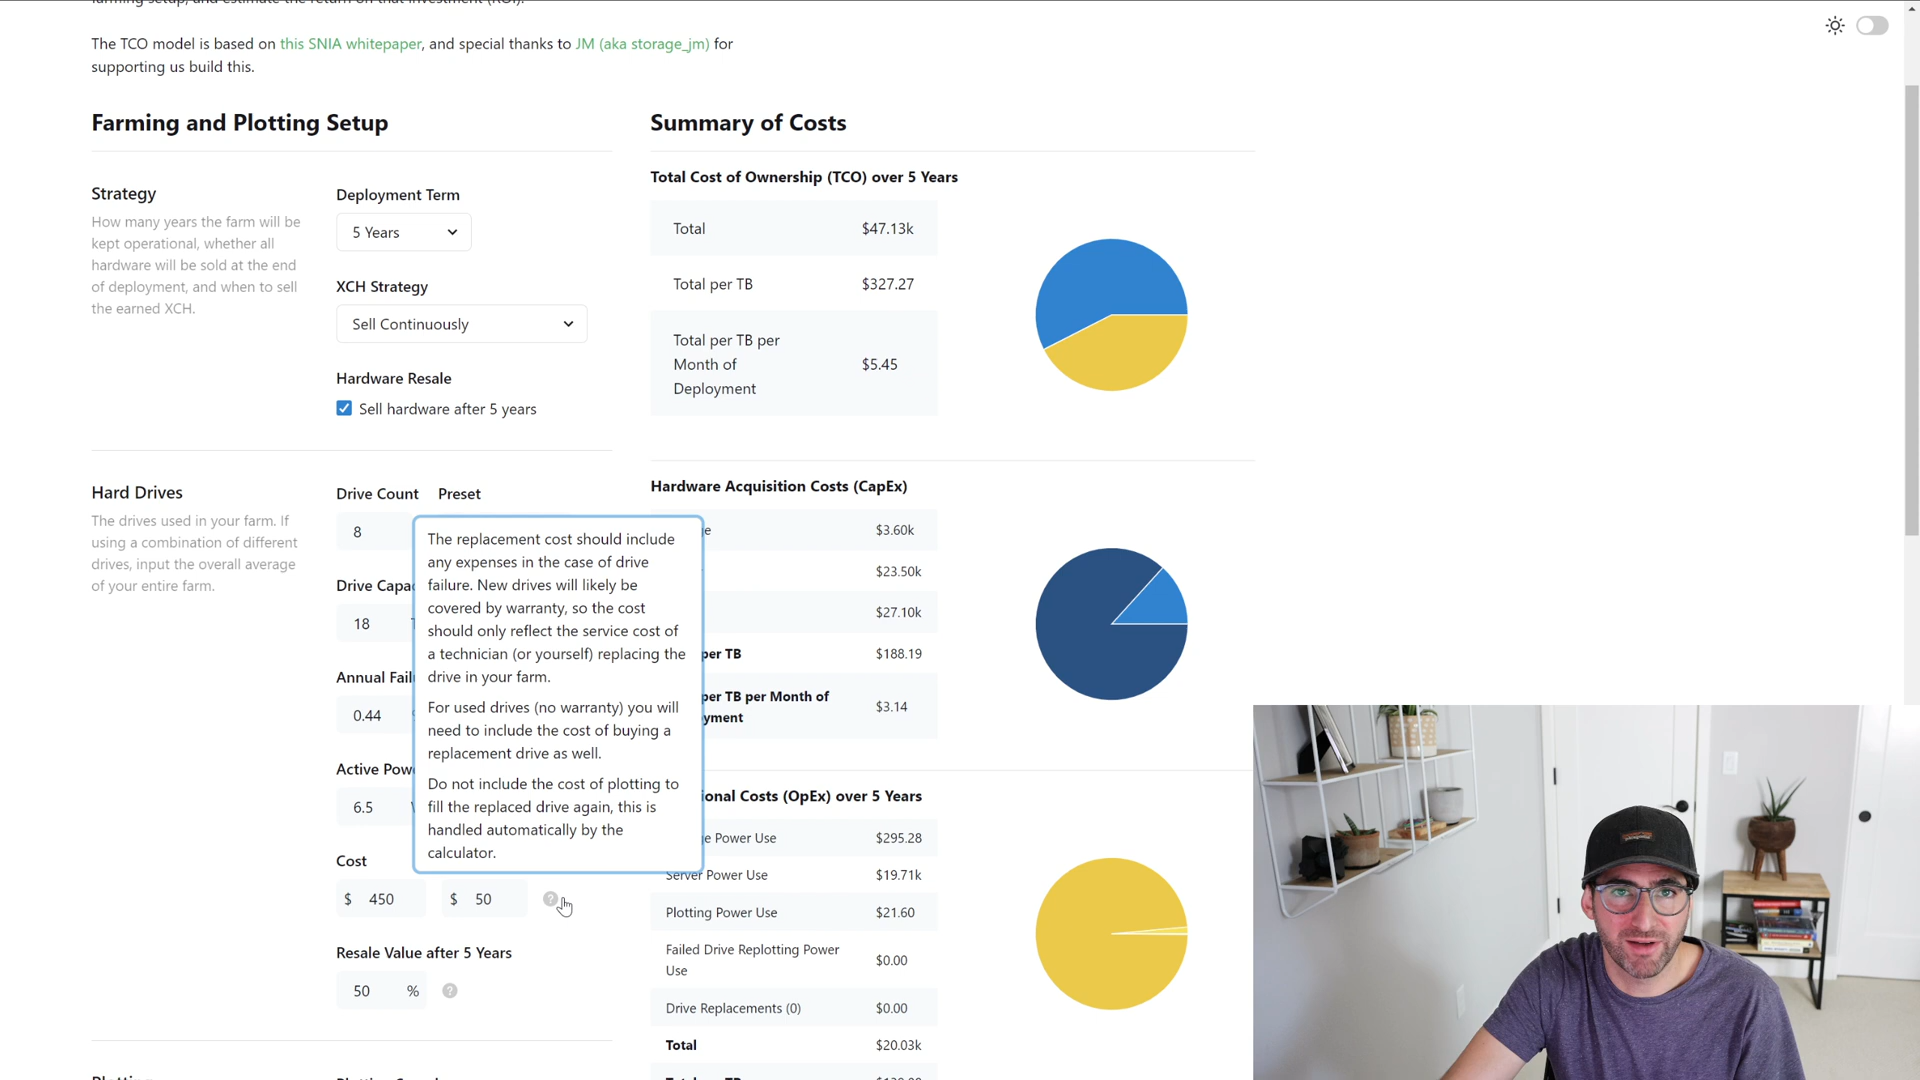 The TCO model is based on this SNIA whitepaper, and special thanks to JM (aka storage_jm) for
supporting us build this.
Farming and Plotting Setup
Strategy
How many years the farm will be
kept operational, whether all
hardware will be sold at the end
of deployment, and when to sell
the earned XCH.
Deployment Term
5 Years
XCH Strategy
Sell Continuously
Hardware Resale
Sell hardware after 5 years
Hard Drives
The drives used in your farm. If
using a combination of different
drives, input the overall average
of your entire farm.
Drive Count Preset
8
Drive Capa
18
Annual Fail
0.44
Active Pow
6.5
The replacement cost should include
any expenses in the case of drive
failure. New drives will likely be
covered by warranty, so the cost
should only reflect the service cost of
a technician (or yourself) replacing the
drive in your farm.
For used drives (no warranty) you will
need to include the cost of buying a
replacement drive as well.
Do not include the cost of plotting to
fill the replaced drive again, this is
handled automatically by the
calculator.
Cost
$ 450 $ 50 ?
Resale Value after 5 Years
50 % ?
Summary of Costs
Total Cost of Ownership (TCO) over 5 Years
Total $47.13k
Total per TB $327.27
Total per TB per
Month of
Deployment
$5.45
Hardware Acquisition Costs (CapEx)
e $3.60k
$23.50k
$27.10k
per TB $188.19
per TB per Month of
yment
$3.14
ional Costs (OpEx) over 5 Years
e Power Use $295.28
Server Power Use $19.71k
Plotting Power Use $21.60
Failed Drive Replotting Power
Use
$0.00
Drive Replacements (0) $0.00
Total $20.03k